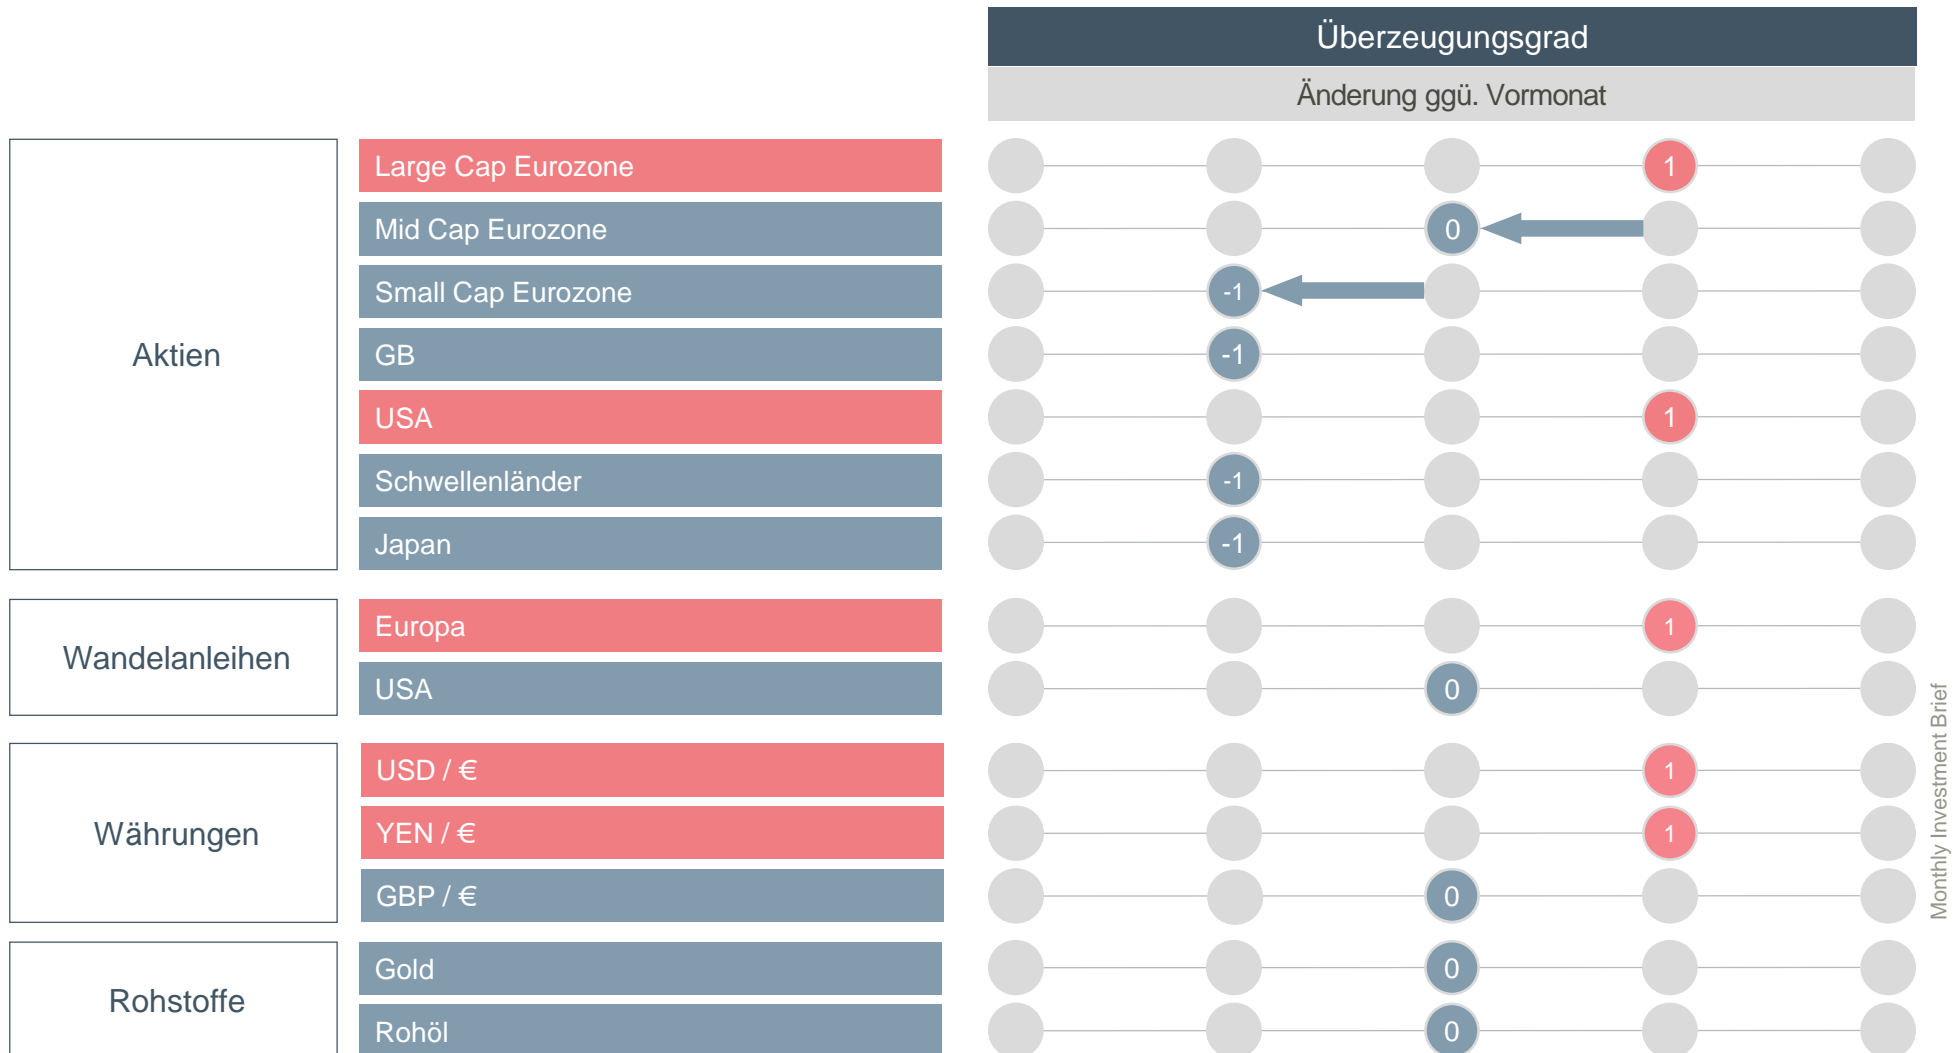 Überzeugungsgrad
Änderung ggü. Vormonat
Aktien
Large Cap Eurozone
1
Mid Cap Eurozone
0
Small Cap Eurozone
-1
GB
-1
USA
1
Schwellenländer
-1
Japan
-1
Wandelanleihen
Europa
1
USA
0
Währungen
USD / €
1
YEN / €
1
GBP / €
0
Rohstoffe
Gold
0
Rohöl
0
Monthly Investment Brief